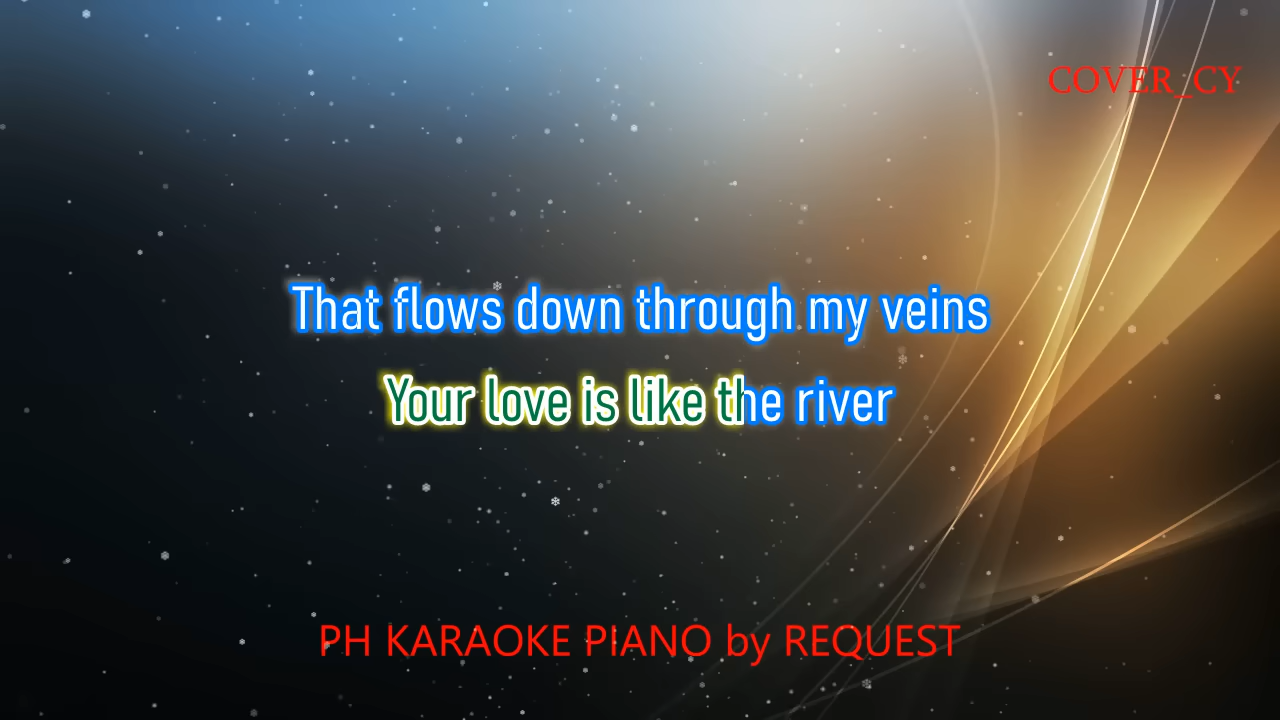 COVER_CY
That flows down through my veins
Your love is like the river
PH KARAOKE PIANO by REQUEST